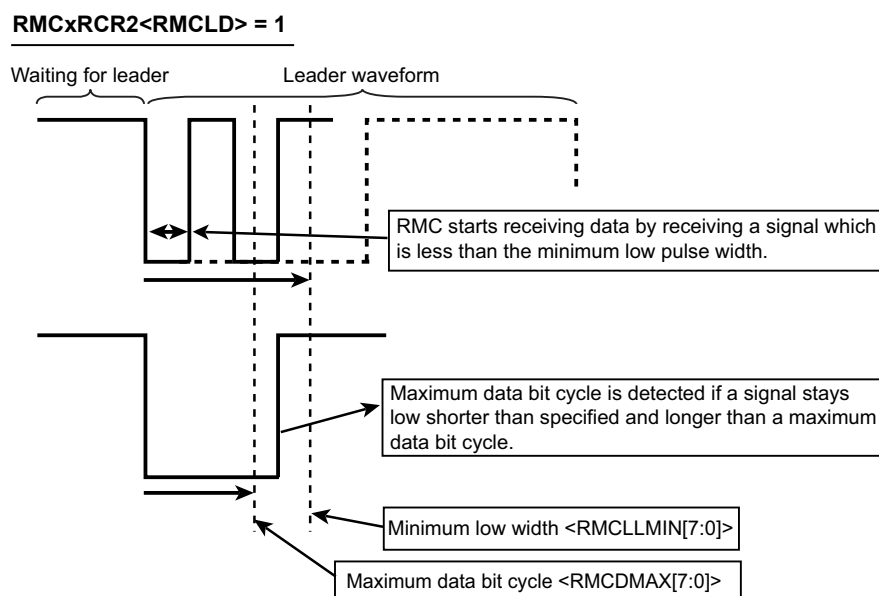 RMCxRCR2<RMCLD> = 1
Waiting for leader
Leader waveform
RMC starts receiving data by receiving a signal which
is less than the minimum low pulse width.
Maximum data bit cycle is detected if a signal stays
low shorter than specified and longer than a maximum
data bit cycle.
Minimum low width <RMCLLMIN[7:0]>
Maximum data bit cycle <RMCDMAX[7:0]>